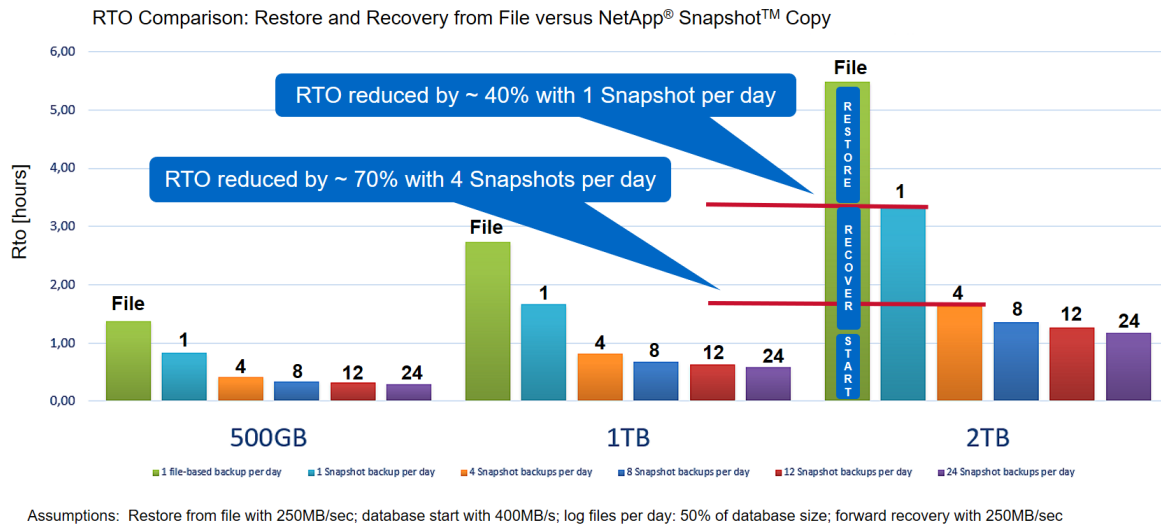 RTO Comparison: Restore and Recovery from File versus NetApp® Snapshot™ Copy
6,00
5,00
4,00
3,00
2,00
1,00
0,00
Rto [hours]
RTO reduced by ~ 40% with 1 Snapshot per day
RTO reduced by ~ 70% with 4 Snapshots per day
File
1
4
8
12
24
File
1
4
8
12
24
File
RESTORE
RECOVER
START
1
4
8
12
24
500GB
1TB
2TB
1 file-based backup per day
1 Snapshot backup per day
4 Snapshot backups per day
8 Snapshot backups per day
12 Snapshot backups per day
24 Snapshot backups per day
Assumptions: Restore from file with 250MB/sec; database start with 400MB/s; log files per day: 50% of database size; forward recovery with 250MB/sec